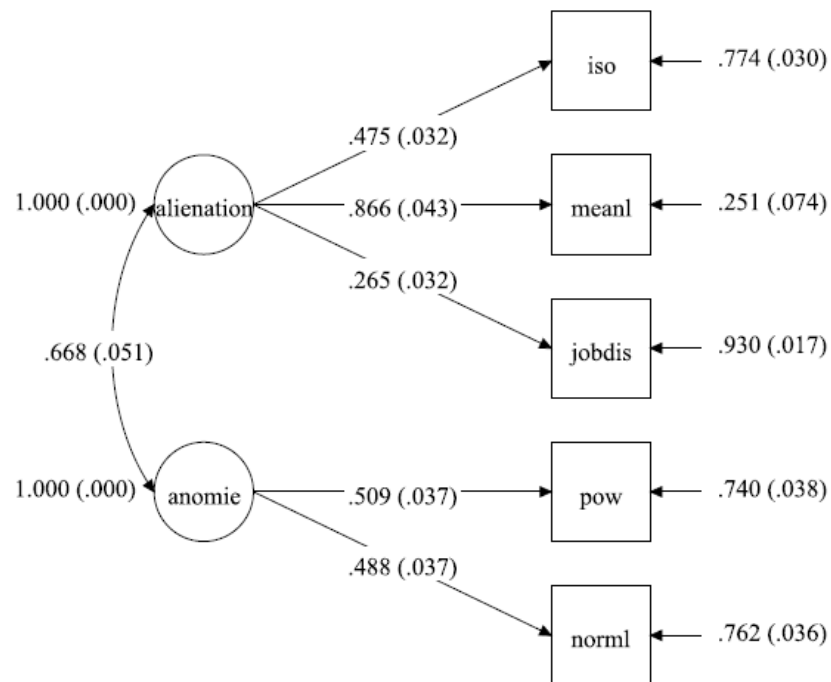 iso
.774 (.030)
.475 (.032)
1.000 (.000)
alienation
.866 (.043)
meanl
.251 (.074)
.265 (.032)
.668 (.051)
jobdis
.930 (.017)
1.000 (.000)
anomie
.509 (.037)
pow
.740 (.038)
.488 (.037)
norml
.762 (.036)